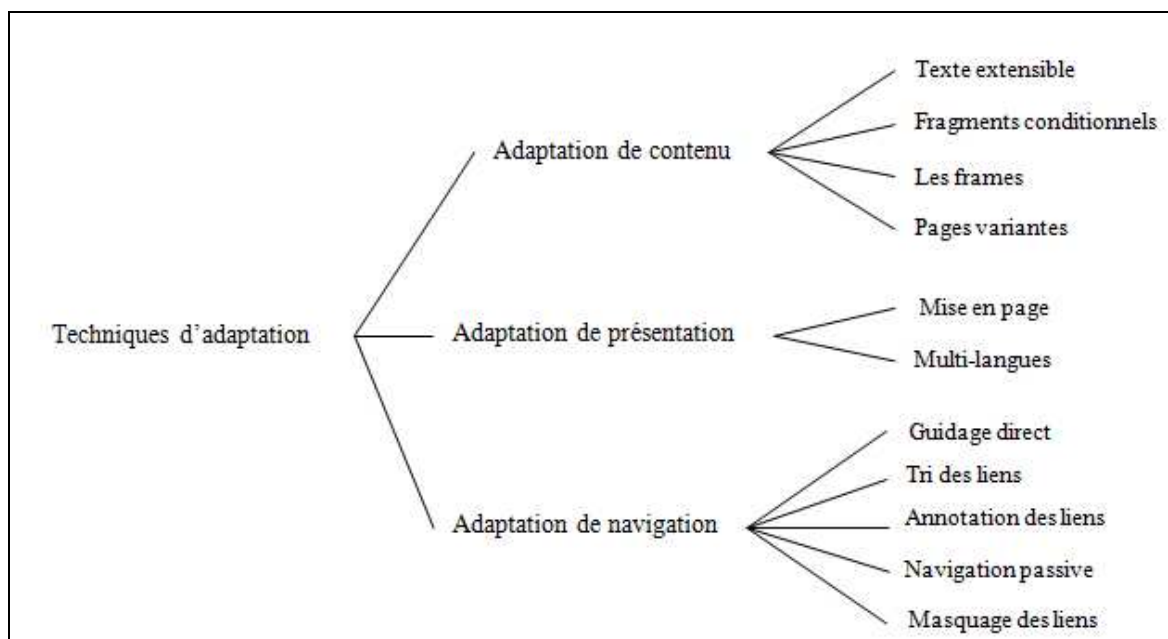 Texte extensible
Fragments conditionnels
Adaptation de contenu
Les frames
Pages variantes
Mise en page
Techniques d’adaptation
Adaptation de présentation
Multi-langues
Guidage direct
Tri des liens
Adaptation de navigation
Annotation des liens
Navigation passive
Masquage des liens